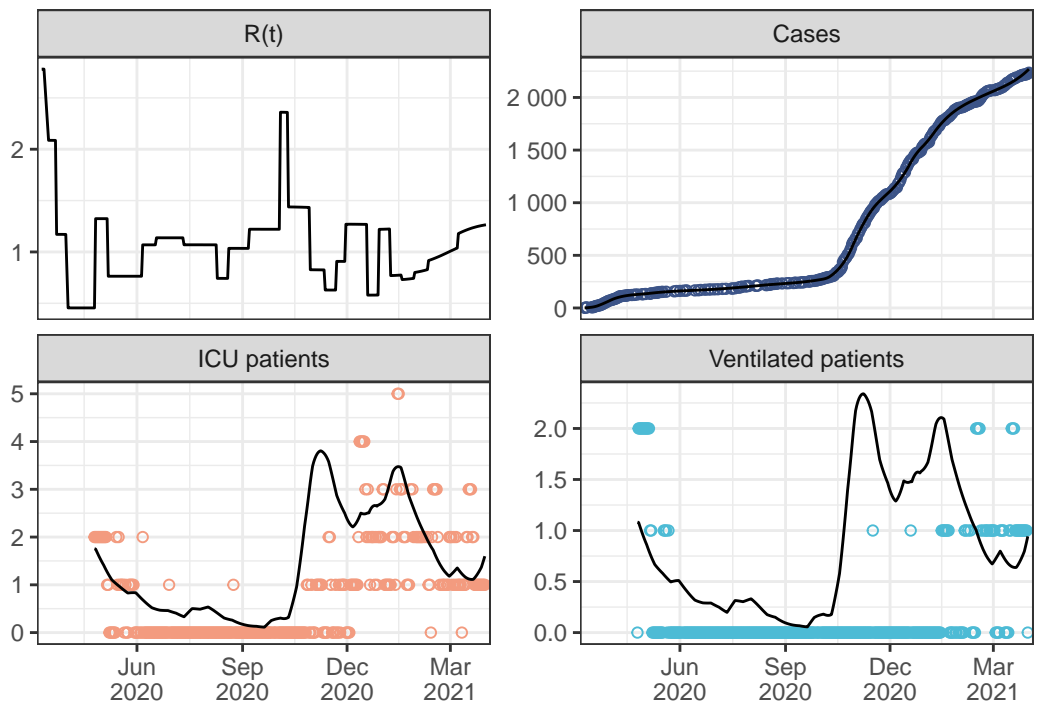 R(t)
Cases
2
1
2 000
1 500
1 000
500
0
ICU patients
Ventilated patients
5
4
3
2
1
0
2.0
1.5
1.0
0.5
0.0
Jun Sep Dec Mar
2020 2020 2020 2021
Jun Sep Dec Mar
2020 2020 2020 2021